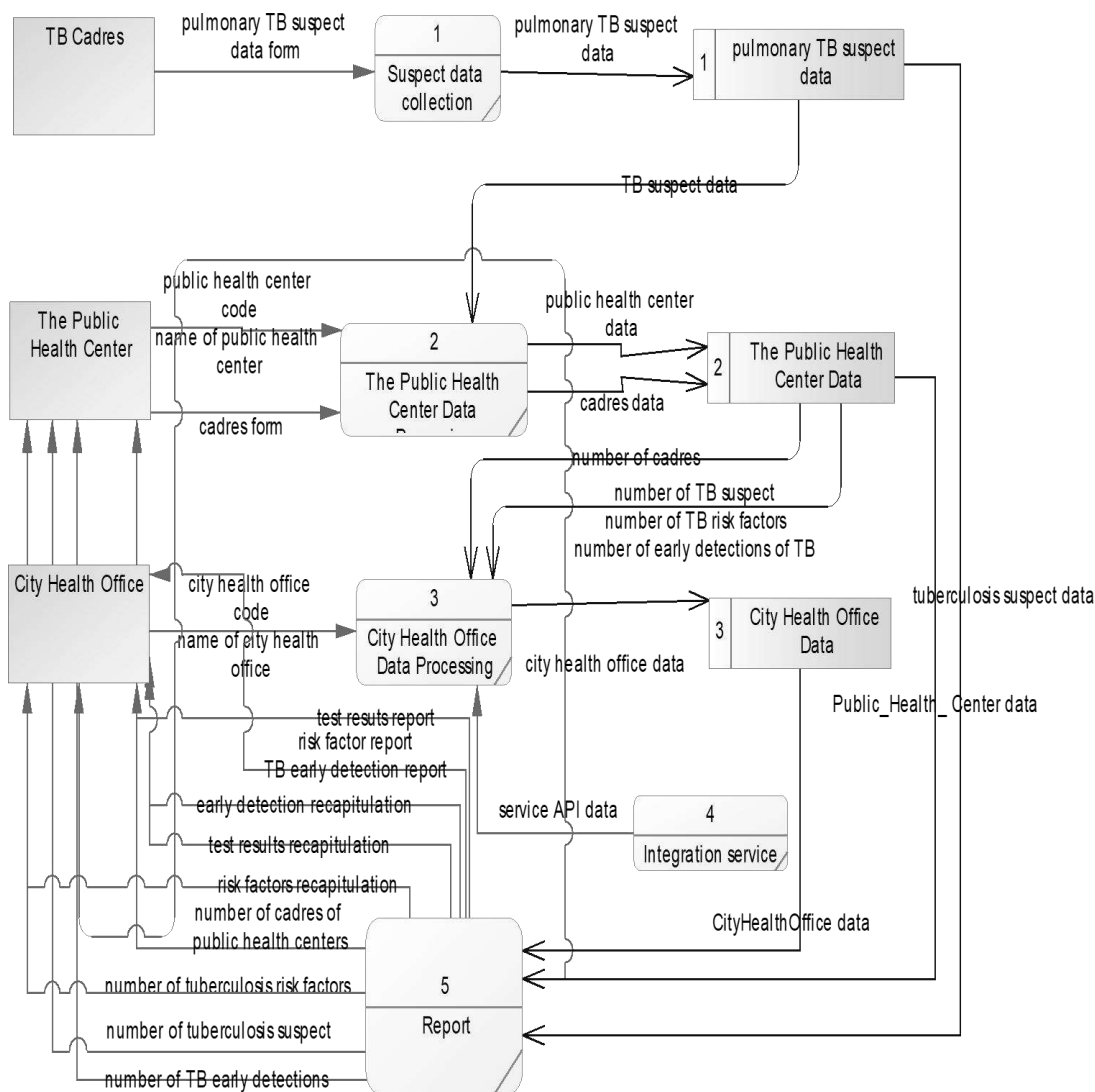 TB Cadres
pulmonary TB suspect
data form
1
Suspect data
collection
pulmonary TB suspect
data
1
pulmonary TB suspect
data
TB suspect data
The Public
Health Center
public health center
code
name of public health
center
cadres form
2
The Public Health
Center Data
public health center
data
cadres data
2
The Public Health
Center Data
number of cadres
number of TB suspect
number of TB risk factors
number of early detections of TB
City Health Office
city health office
code
name of city health
office
3
City Health Office
Data Processing
city health office data
3
City Health Office
Data
tuberculosis suspect data
Public_Health_ Center data
test resuts report
risk factor report
TB early detection report
early detection recapitulation
test results recapitulation
risk factors recapitulation
number of cadres of
public health centers
service API data
4
Integration service
CityHealthOffice data
number of tuberculosis risk factors
number of tuberculosis suspect
number of TB early detections
5
Report